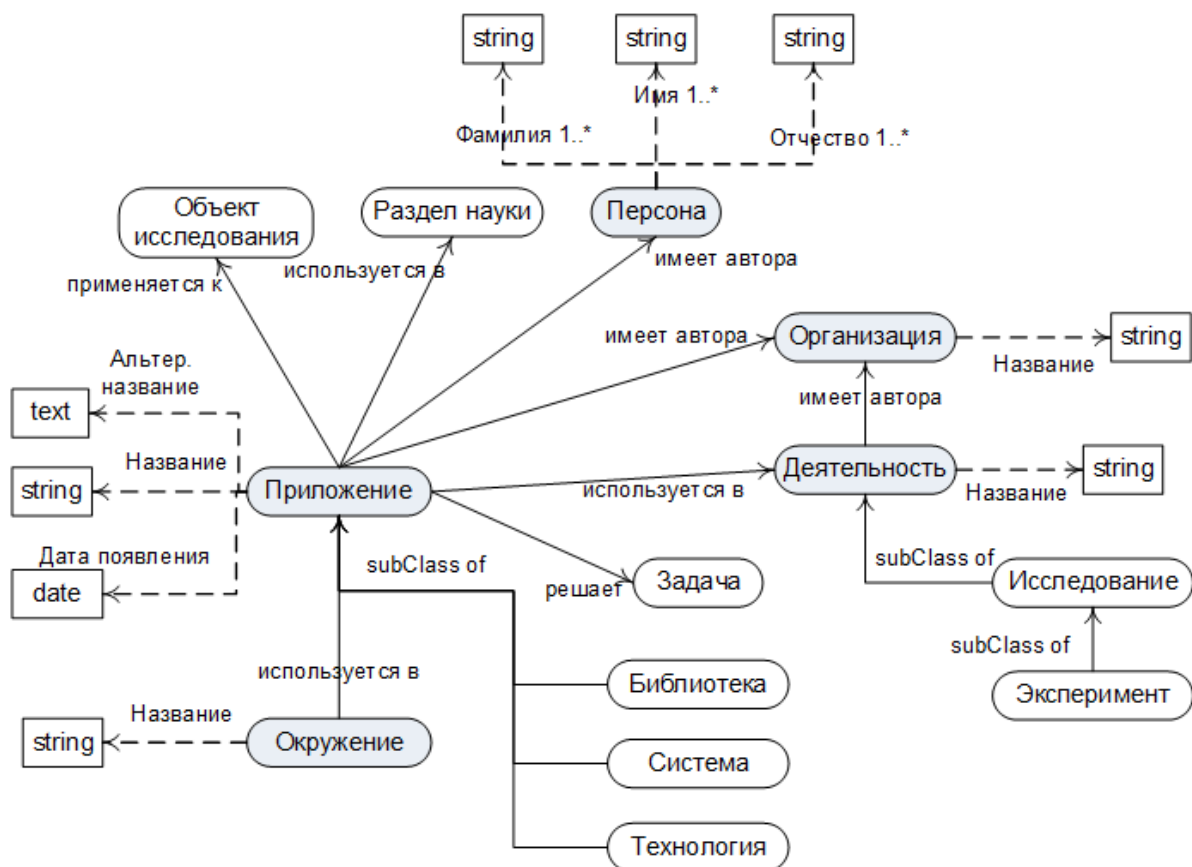 string
string
string
Имя 1..*
Фамилия 1..*
Отчество 1..*
Объект
исследования
Раздел науки
Персона
используется в
имеет автора
применяется к
имеет автора
Организация
string
Название
Альтер.
название
text
имеет автора
Название
string
Приложение
используется в
Деятельность
string
Название
Дата появления
date
subClass of
решает
Задача
subClass of
Исследование
subClass of
используется в
Библиотека
Эксперимент
Название
string
Окружение
Система
Технология